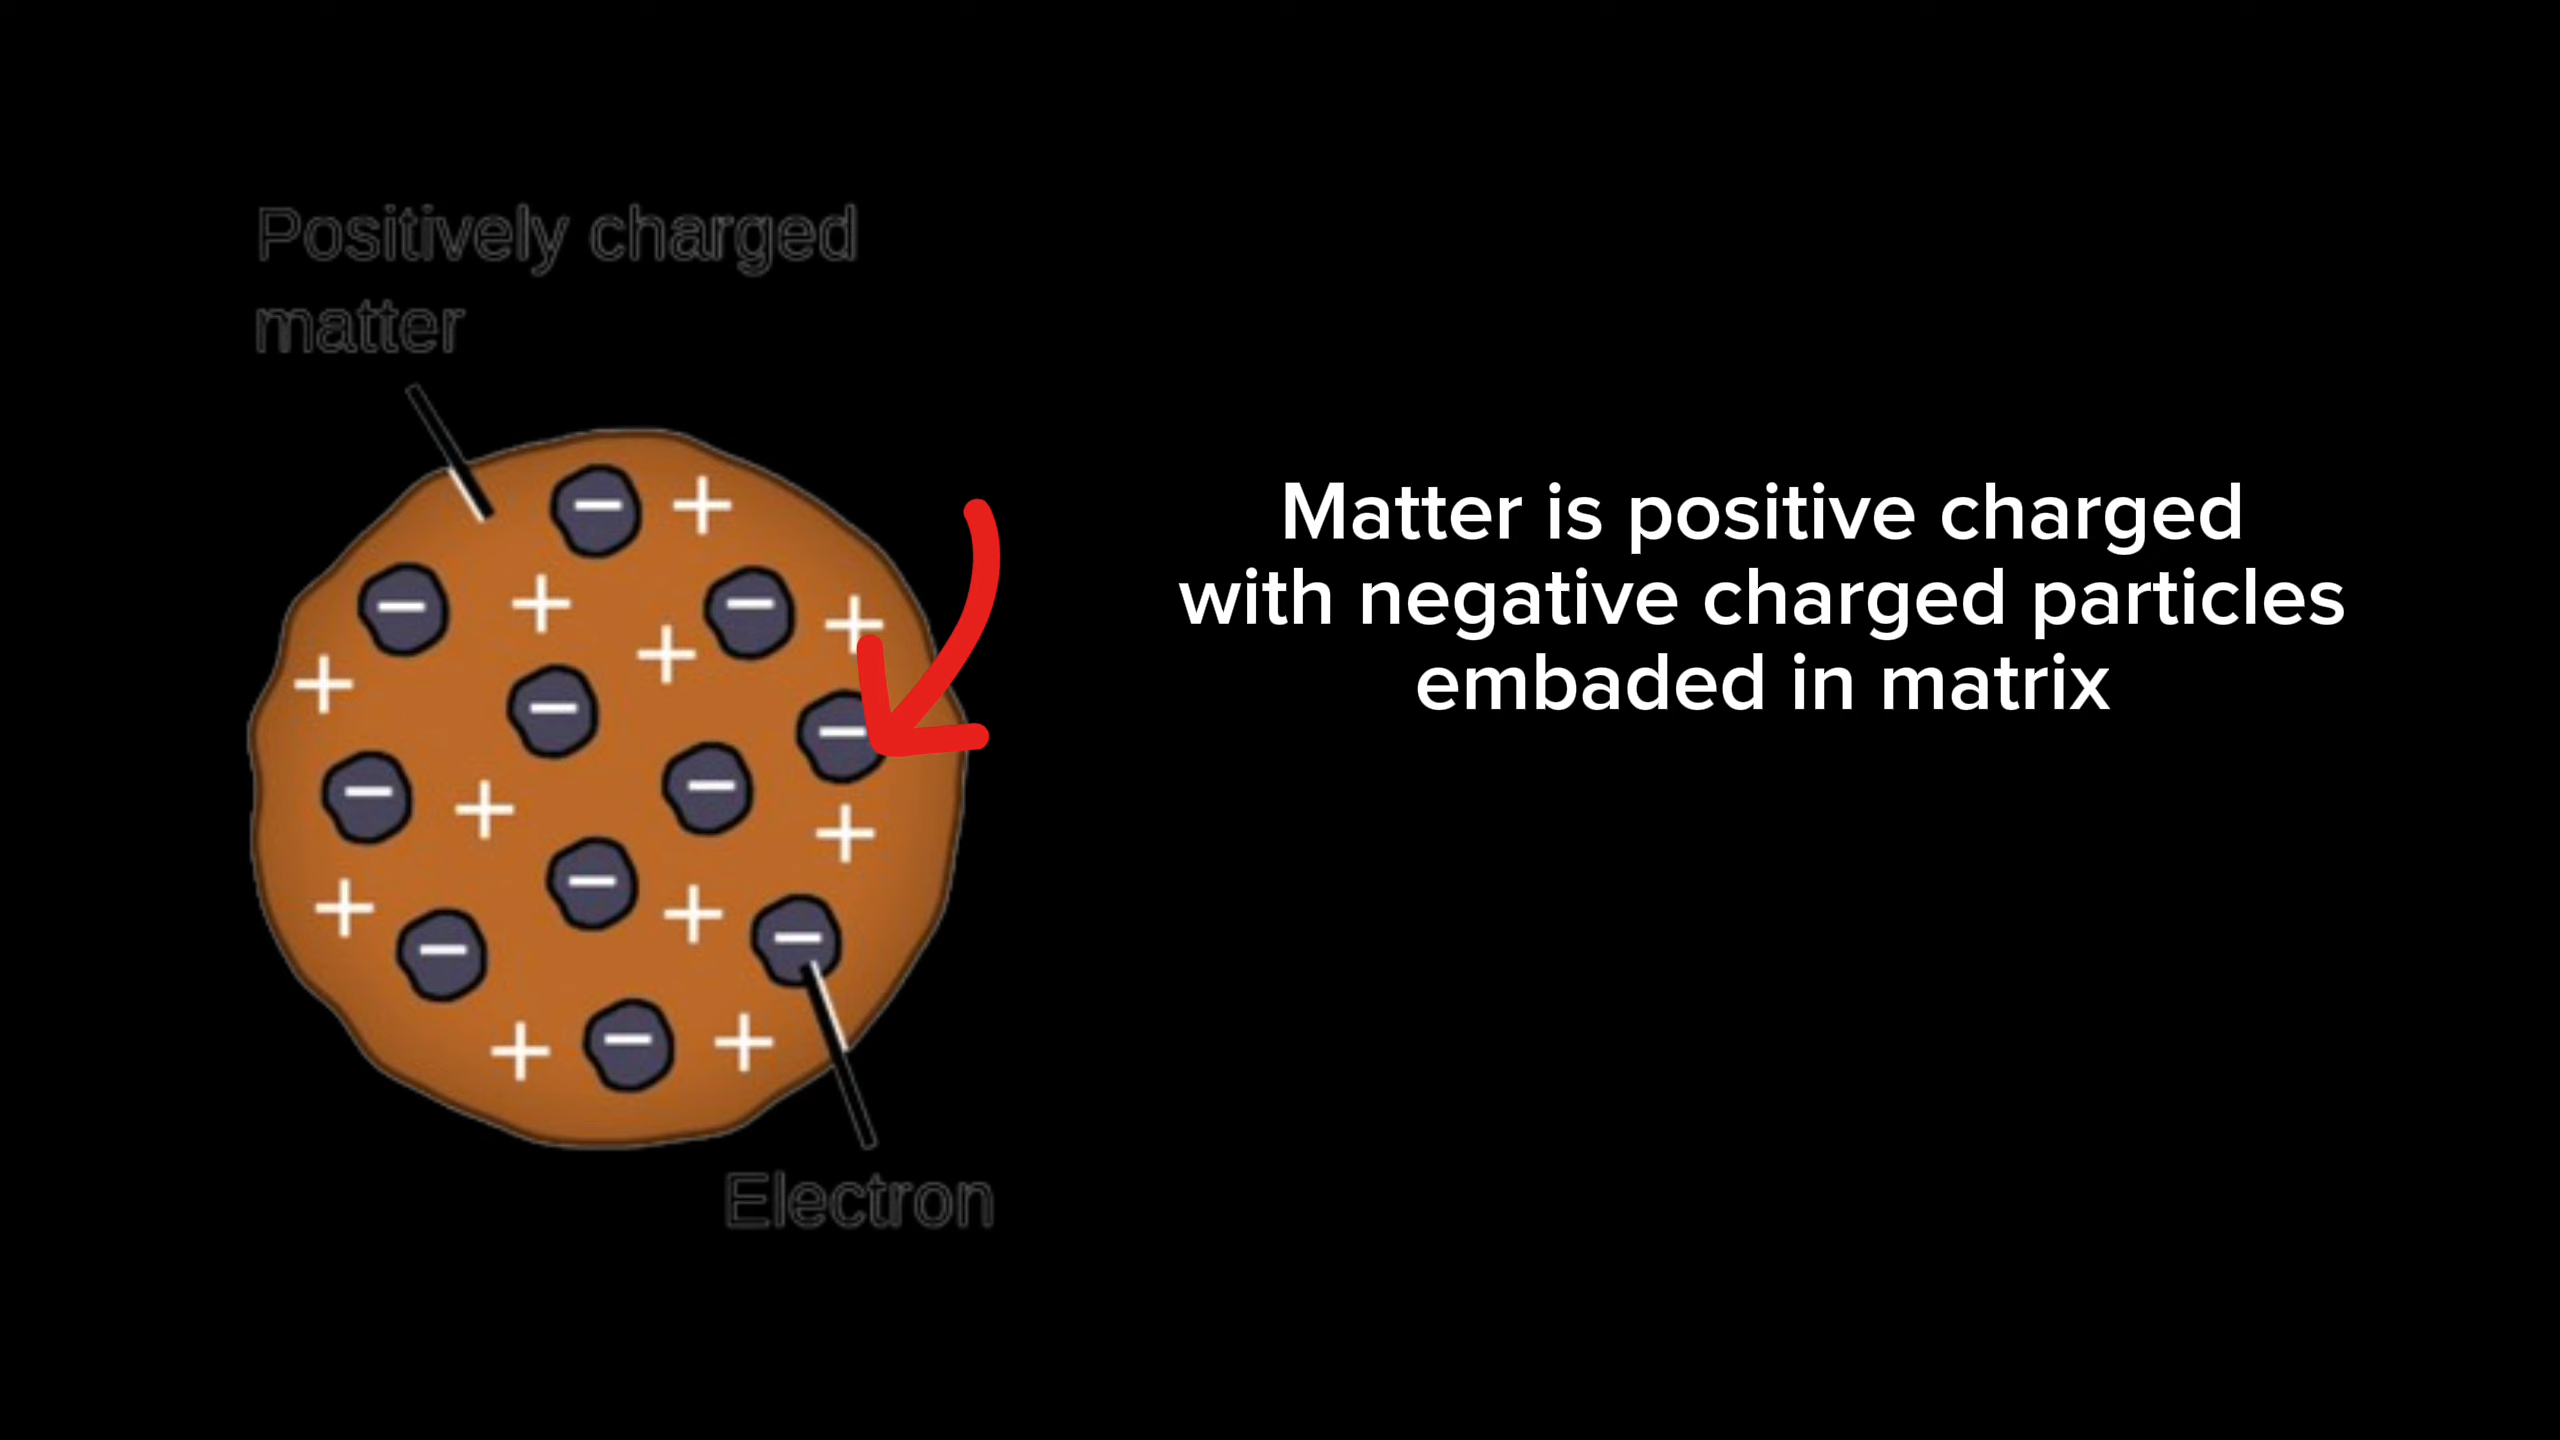 Positively charged
matter
Matter is positive charged
with negative charged particles
embaded in matrix
Electron